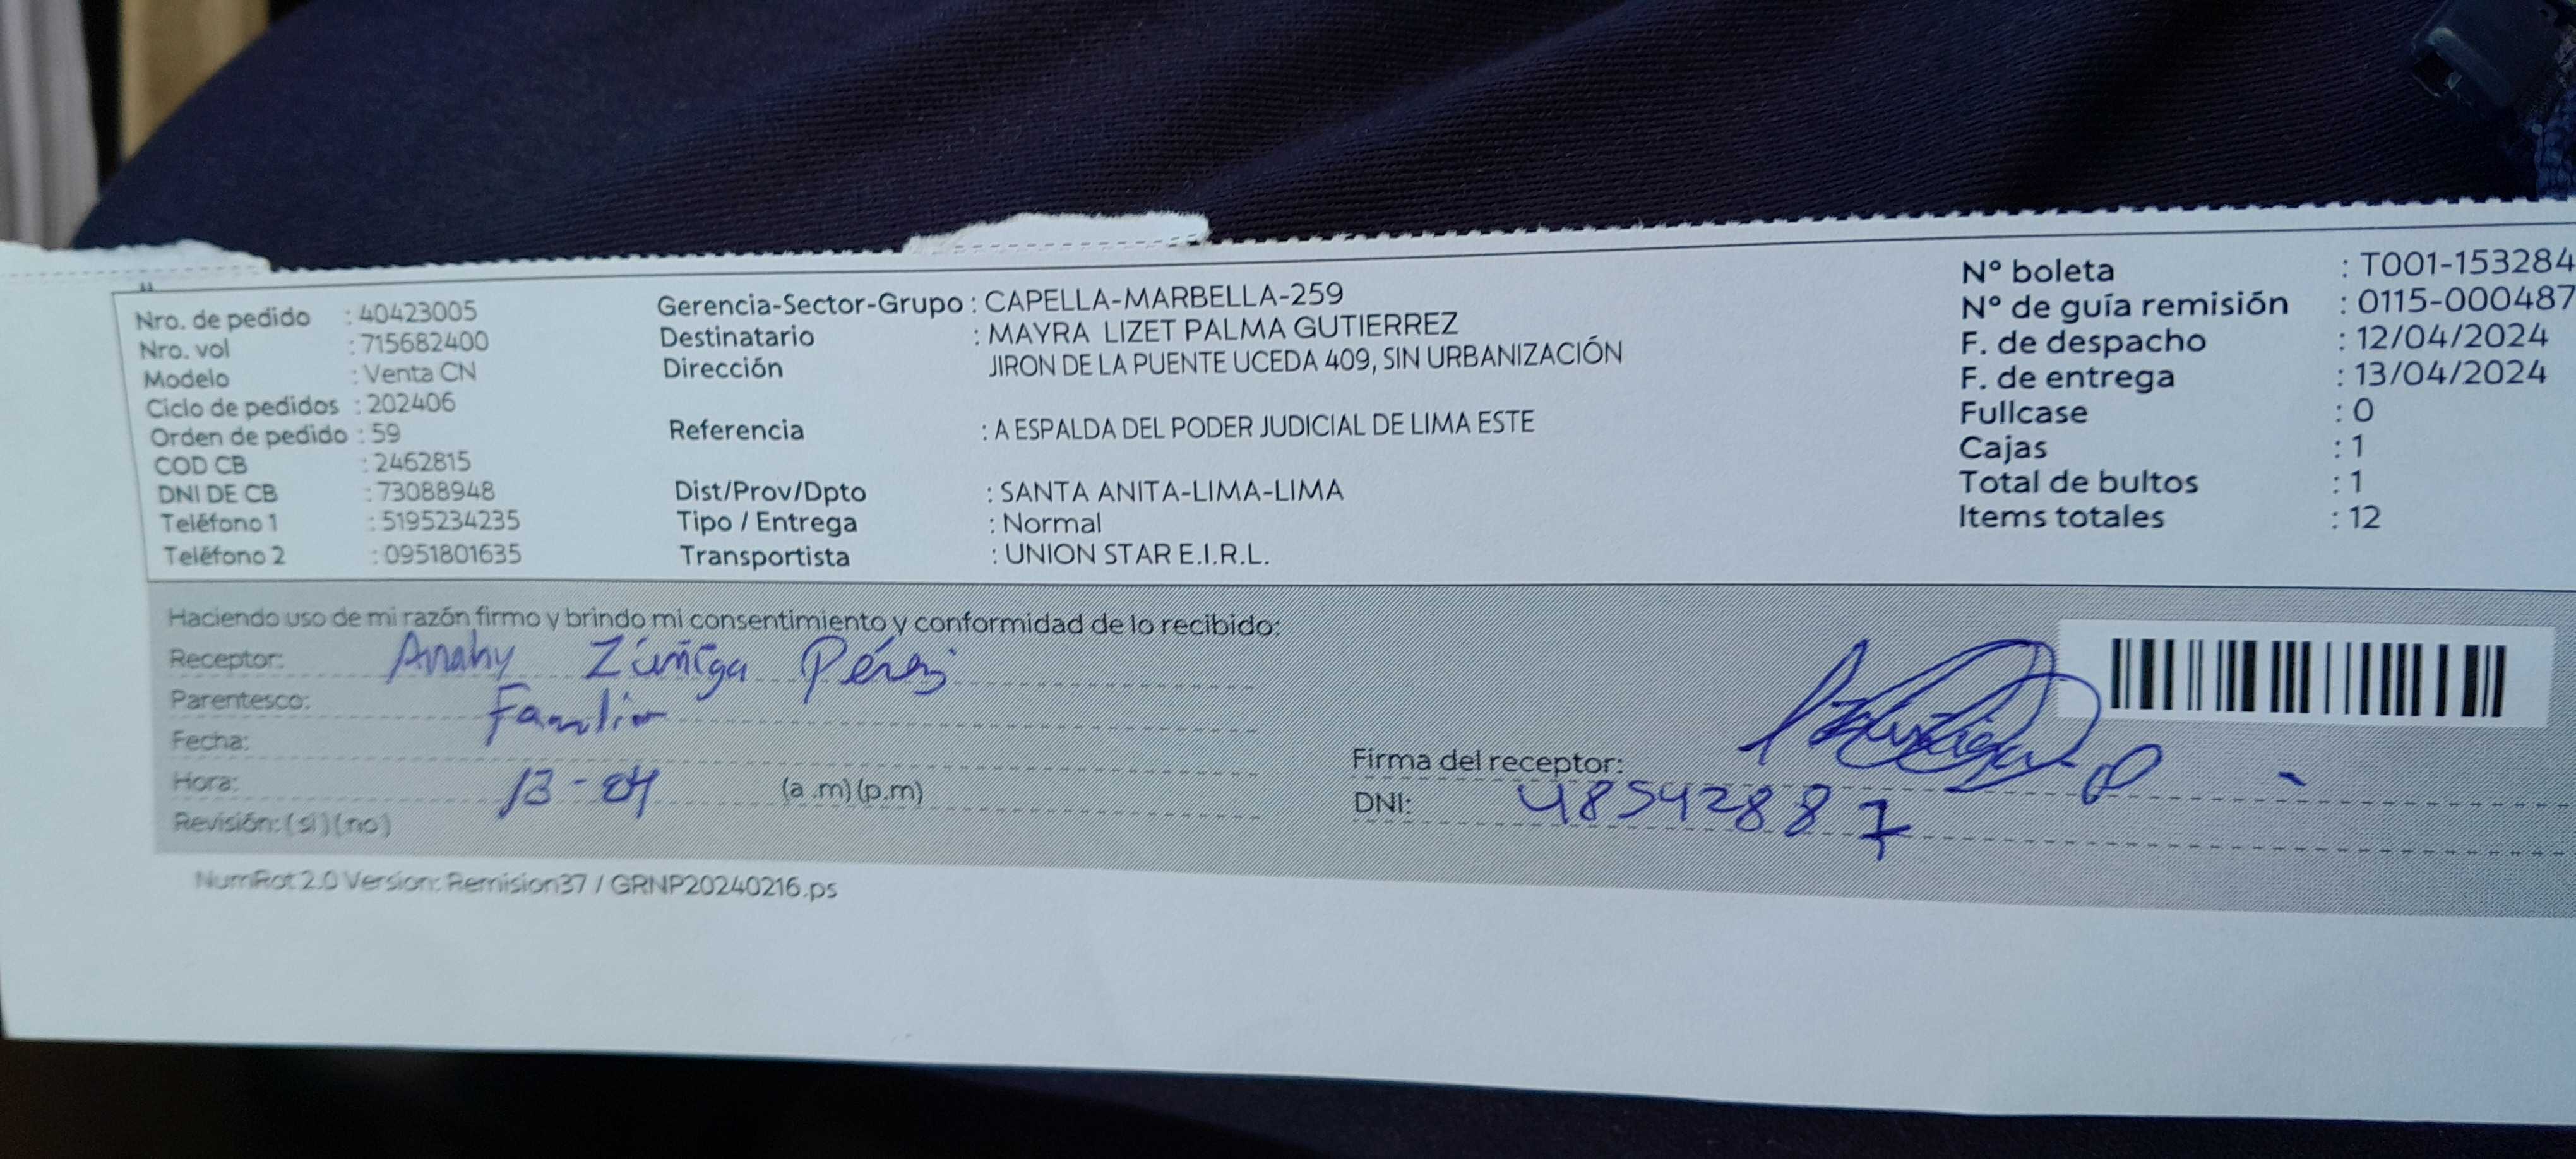 Nro. de pedido : 40423005
Nro. vol : 715682400
Modelo : Venta CN
Ciclo de pedidos : 202406
Orden de pedido : 59
COD CB : 2462815
DNI DE CB : 73088948
Teléfono 1 : 5195234235
Teléfono 2 : 0951801635
Gerencia-Sector-Grupo : CAPELLA-MARBELLA-259
Destinatario : MAYRA LIZET PALMA GUTIERREZ
Dirección JIRON DE LA PUENTE UCEDA 409, SIN URBANIZACIÓN
Referencia : A ESPALDA DEL PODER JUDICIAL DE LIMA ESTE
Dist/Prov/Dpto : SANTA ANITA-LIMA-LIMA
Tipo / Entrega : Normal
Transportista : UNION STAR E.I.R.L.
N° boleta : T001-153284
N° de guía remisión : 0115-000487
F. de despacho : 12/04/2024
F. de entrega : 13/04/2024
Fullcase : 0
Cajas : 1
Total de bultos : 1
Items totales : 12
Haciendo uso de mi razón firmo y brindo mi consentimiento y conformidad de lo recibido:
Receptor: Anahy Zúñiga Pérez
Parentesco: Familiar
Fecha:
Hora: 13-04 (a .m) (p.m)
Revisión: (si) (no)
Firma del receptor:
DNI: 48542887
NumRot 2.0 Version: Remision37 / GRNP20240216.ps